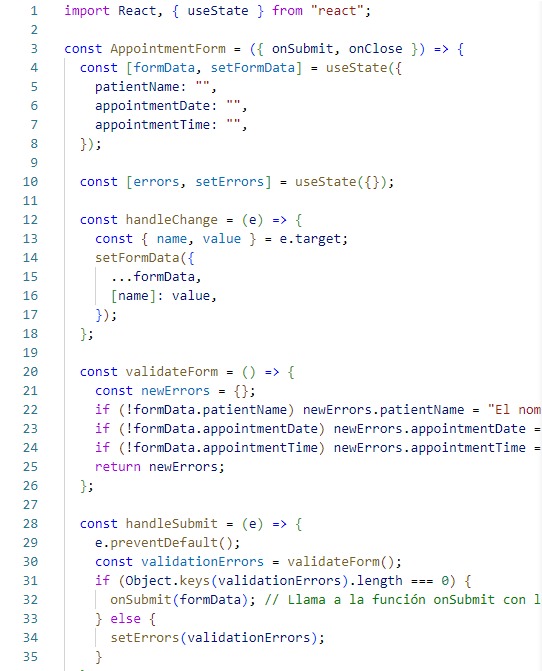 1 import React, { useState } from "react";
2
3 const AppointmentForm = ({ onSubmit, onClose }) => {
4 const [formData, setFormData] = useState({
5 patientName: "",
6 appointmentDate: "",
7 appointmentTime: "",
8 });
9
10 const [errors, setErrors] = useState({});
11
12 const handleChange = (e) => {
13 const { name, value } = e.target;
14 setFormData({
15 ...formData,
16 [name]: value,
17 });
18 };
19
20 const validateForm = () => {
21 const newErrors = {};
22 if (!formData.patientName) newErrors.patientName = "El nom
23 if (!formData.appointmentDate) newErrors.appointmentDate =
24 if (!formData.appointmentTime) newErrors.appointmentTime =
25 return newErrors;
26 };
27
28 const handleSubmit = (e) => {
29 e.preventDefault();
30 const validationErrors = validateForm();
31 if (Object.keys(validationErrors).length === 0) {
32 onSubmit(formData); // Llama a la función onSubmit con l
33 } else {
34 setErrors(validationErrors);
35 }